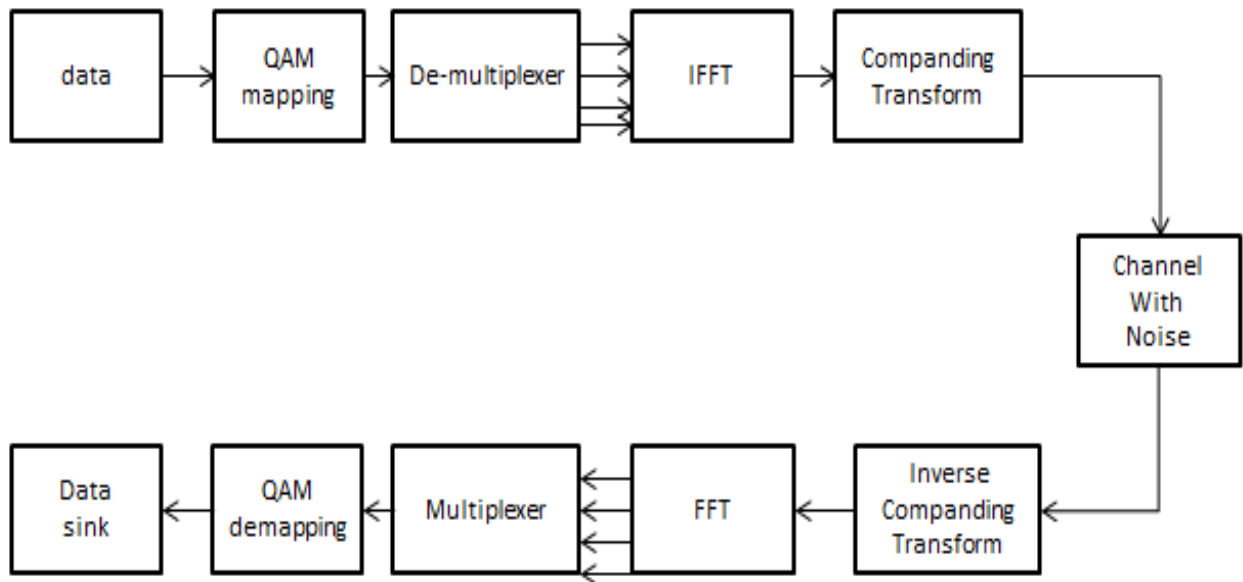 data
QAM
mapping
De-multiplexer
IFFT
Companding
Transform
Channel
With
Noise
Data
sink
QAM
demapping
Multiplexer
FFT
Inverse
Companding
Transform